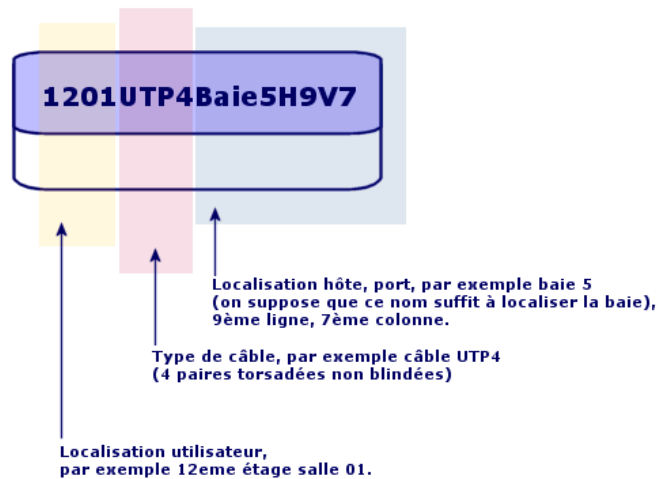 1201UTP4Baie5H9V7
Localisation hôte, port, par exemple baie 5
(on suppose que ce nom suffit à localiser la baie),
9ème ligne, 7ème colonne.
Type de câble, par exemple câble UTP4
(4 paires torsadées non blindées)
Localisation utilisateur,
par exemple 12eme étage salle 01.